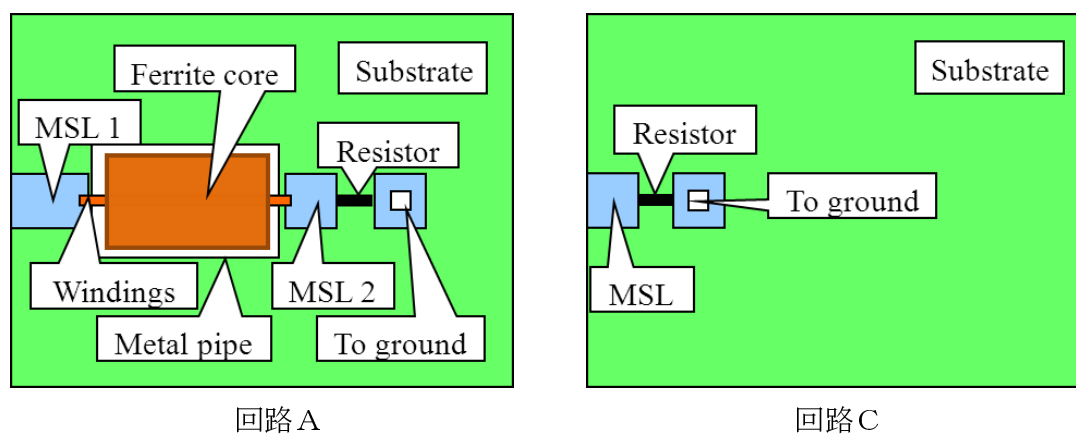 Ferrite core
Substrate
MSL 1
Resistor
Windings
MSL 2
Metal pipe
To ground
回路A
Substrate
Resistor
To ground
MSL
回路C